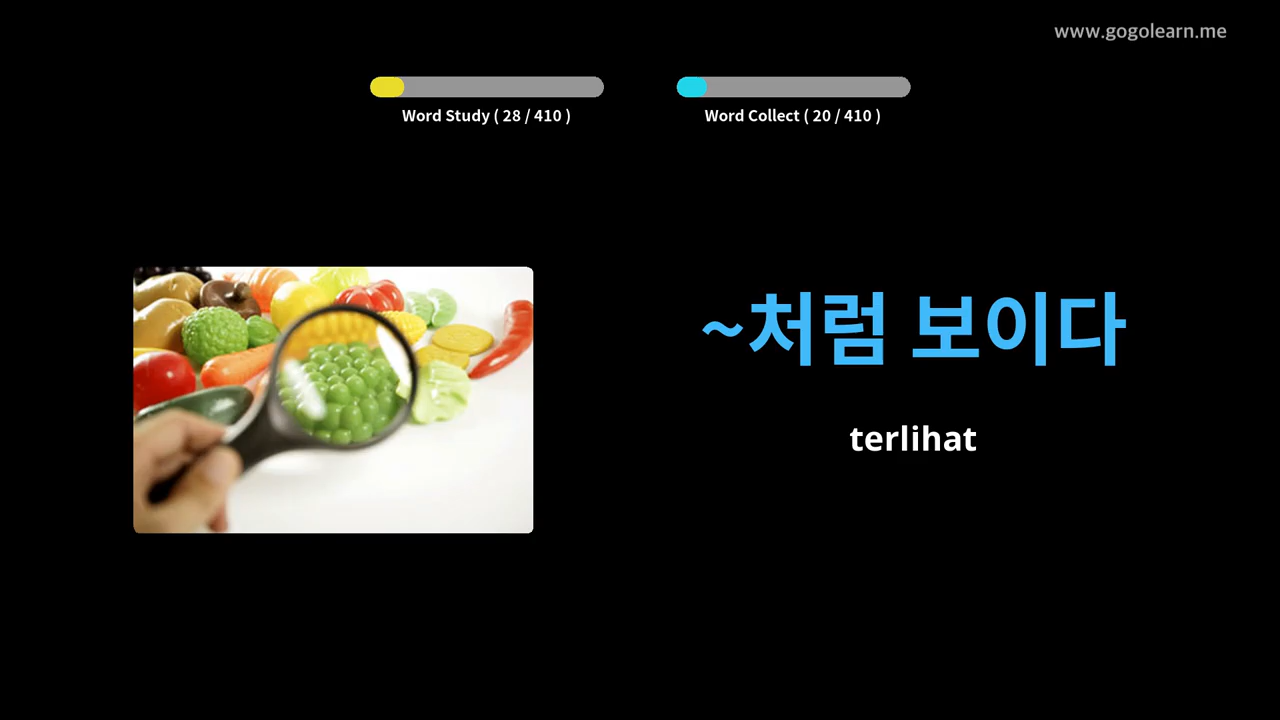 www.gogolearn.me
Word Study ( 28 / 410 )
Word Collect ( 20 / 410 )
~처럼 보이다
terlihat